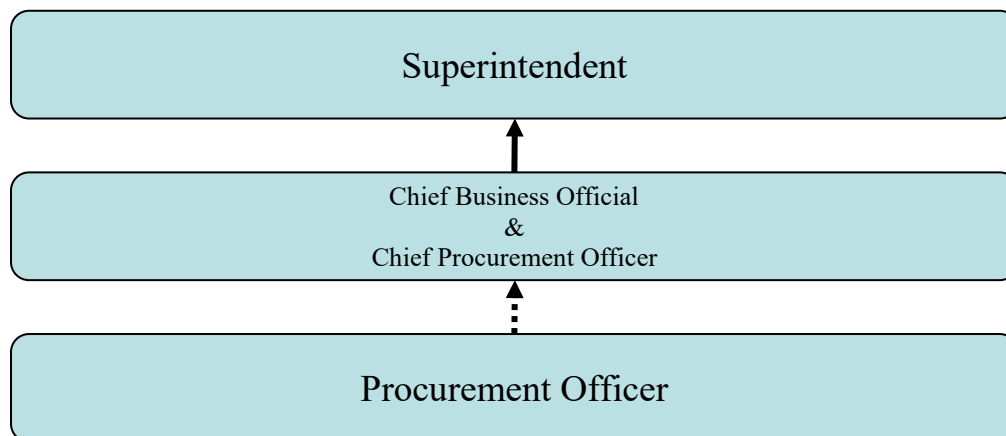 Superintendent
Chief Business Official
&
Chief Procurement Officer
Procurement Officer